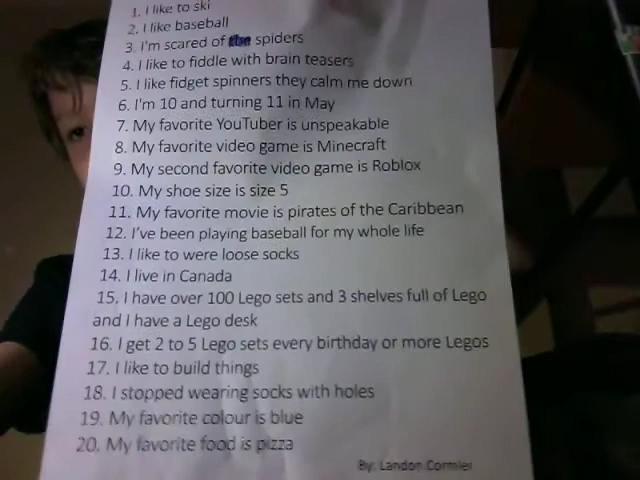 1. I like to ski
2. I like baseball
3. I'm scared of the spiders
4. I like to fiddle with brain teasers
5. I like fidget spinners they calm me down
6. I'm 10 and turning 11 in May
7. My favorite YouTuber is unspeakable
8. My favorite video game is Minecraft
9. My second favorite video game is Roblox
10. My shoe size is size 5
11. My favorite movie is pirates of the Caribbean
12. I've been playing baseball for my whole life
13. I like to were loose socks
14. I live in Canada
15. I have over 100 Lego sets and 3 shelves full of Lego
and I have a Lego desk
16. I get 2 to 5 Lego sets every birthday or more Legos
17. I like to build things
18. I stopped wearing socks with holes
19. My favorite colour is blue
20. My favorite food is pizza
By: Landon Cormier